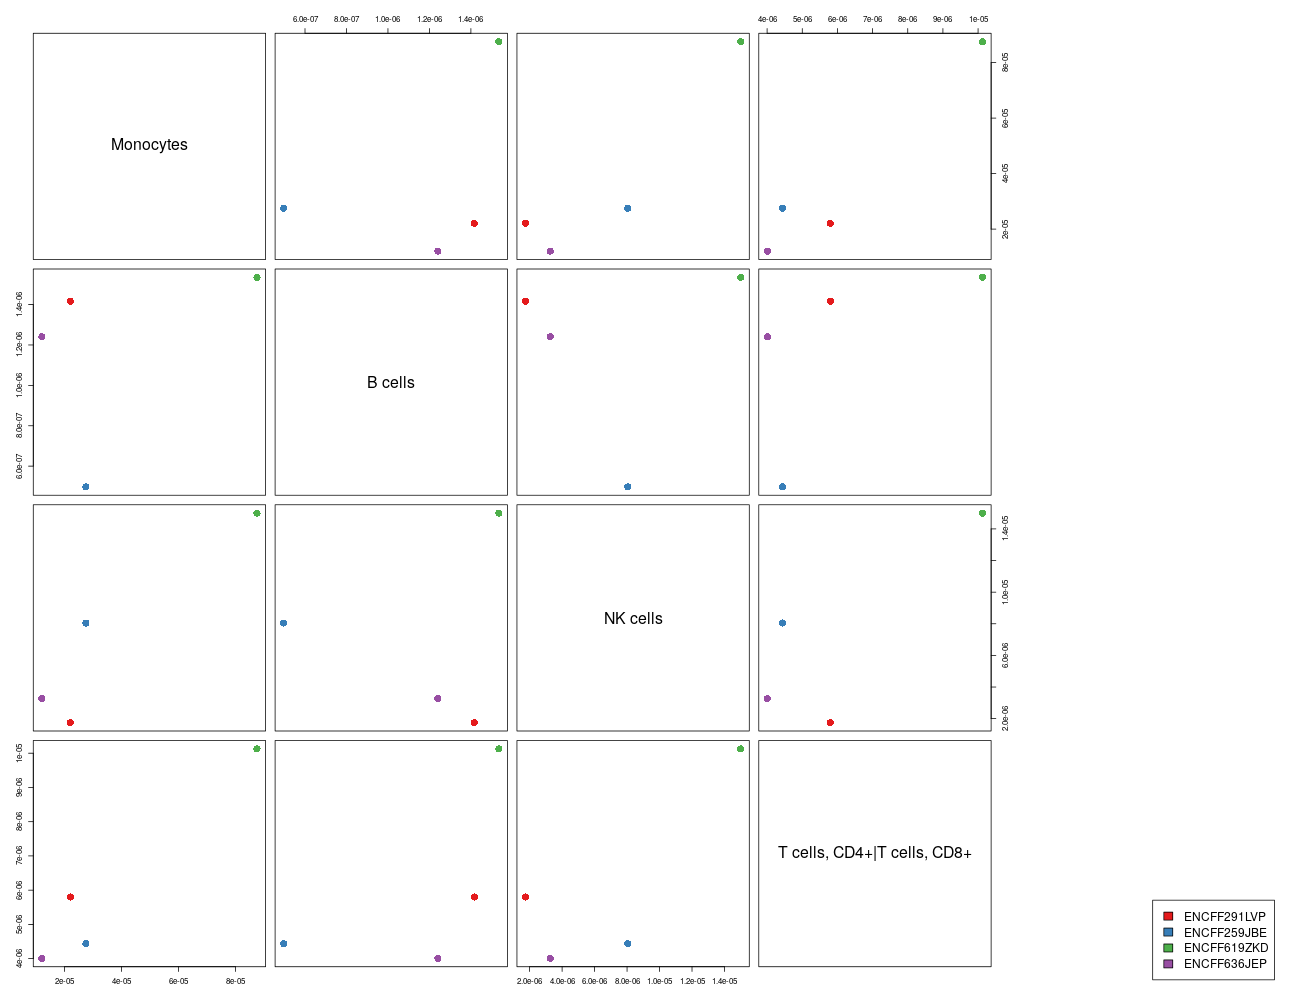 6.0e-07 8.0e-07 1.0e-06 1.2e-06 1.4e-06
4e-06 5e-06 6e-06 7e-06 8e-06 9e-06 1e-05
Monocytes
2e-05 4e-05 6e-05 8e-05
6.0e-07 8.0e-07 1.0e-06 1.2e-06 1.4e-06
B cells
NK cells
2.0e-06 6.0e-06 1.0e-05 1.4e-05
4e-06 5e-06 6e-06 7e-06 8e-06 9e-06 1e-05
T cells, CD4+|T cells, CD8+
2e-05 4e-05 6e-05 8e-05
2.0e-06 4.0e-06 6.0e-06 8.0e-06 1.0e-05 1.2e-05 1.4e-05
ENCFF291LVP
ENCFF259JBE
ENCFF619ZKD
ENCFF636JEP